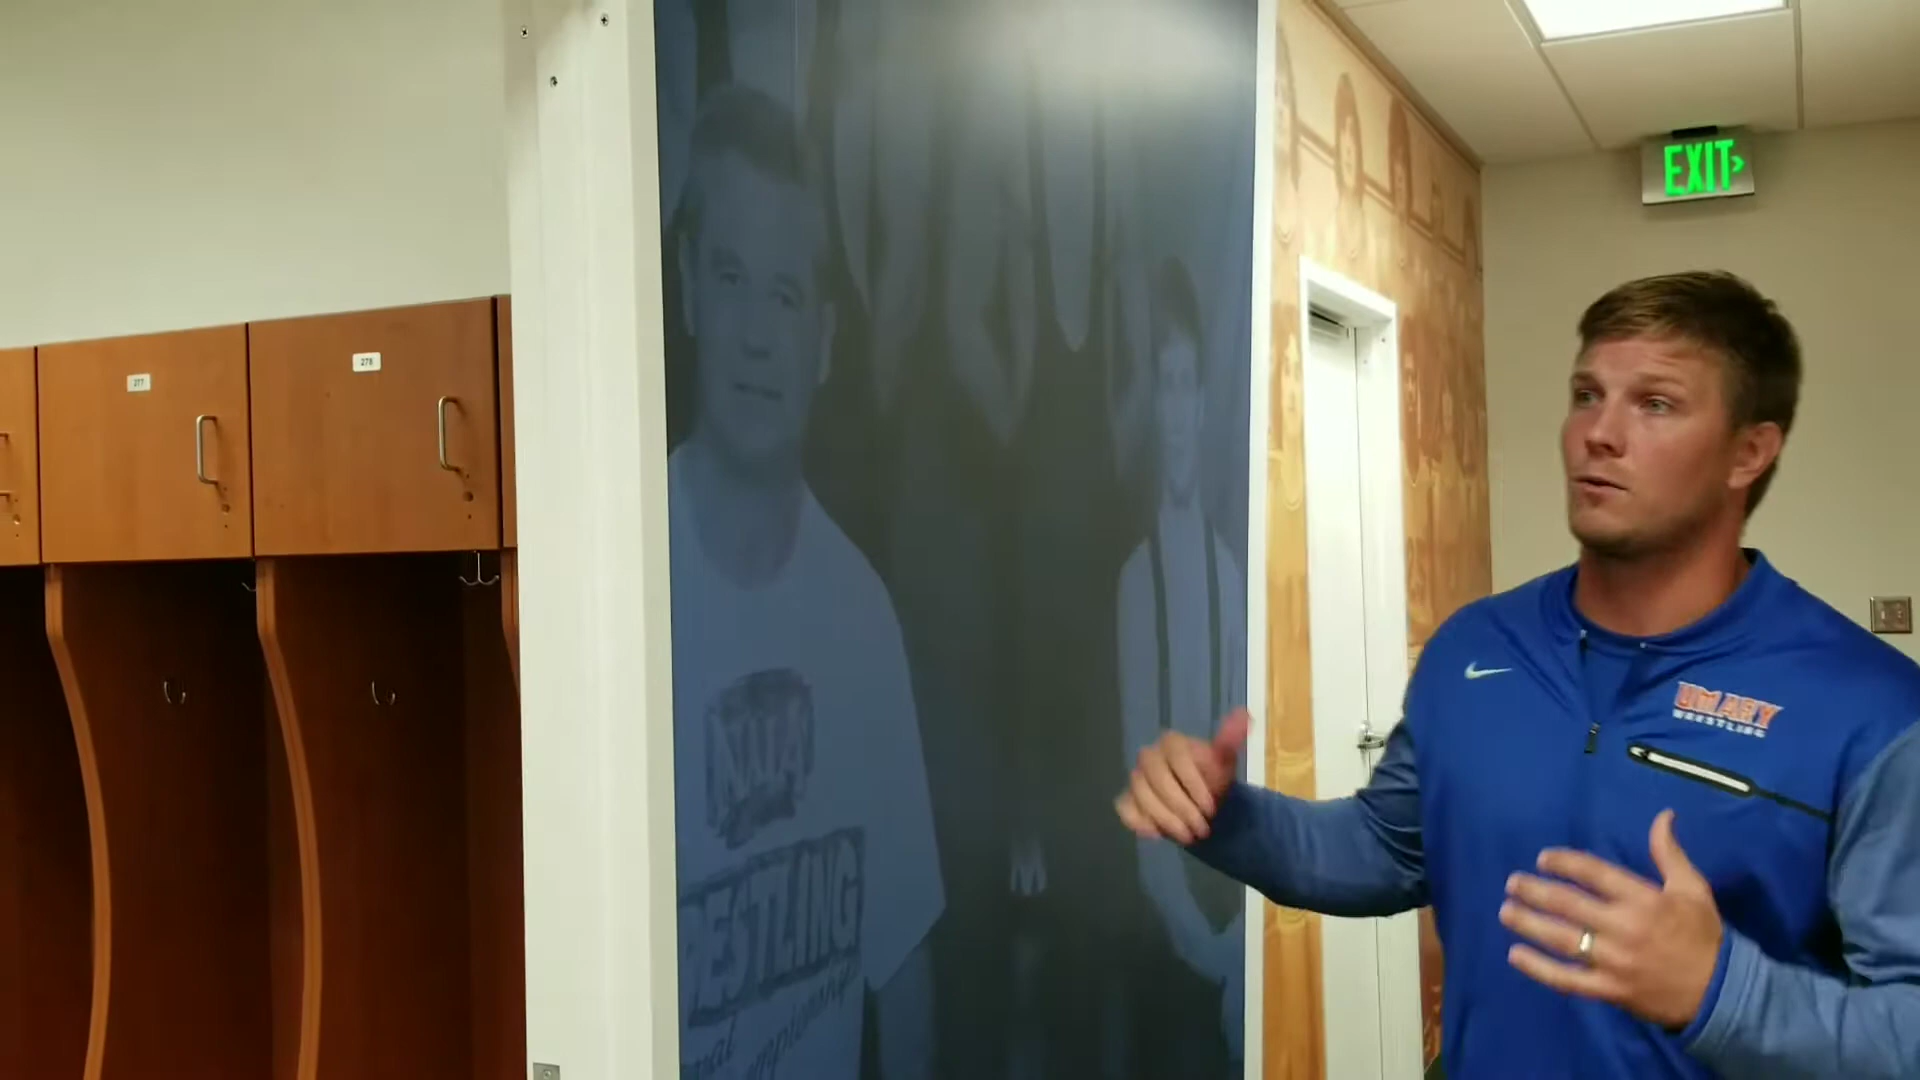 277
278
EXIT
NAIA
WRESTLING
UMARY
WRESTLING